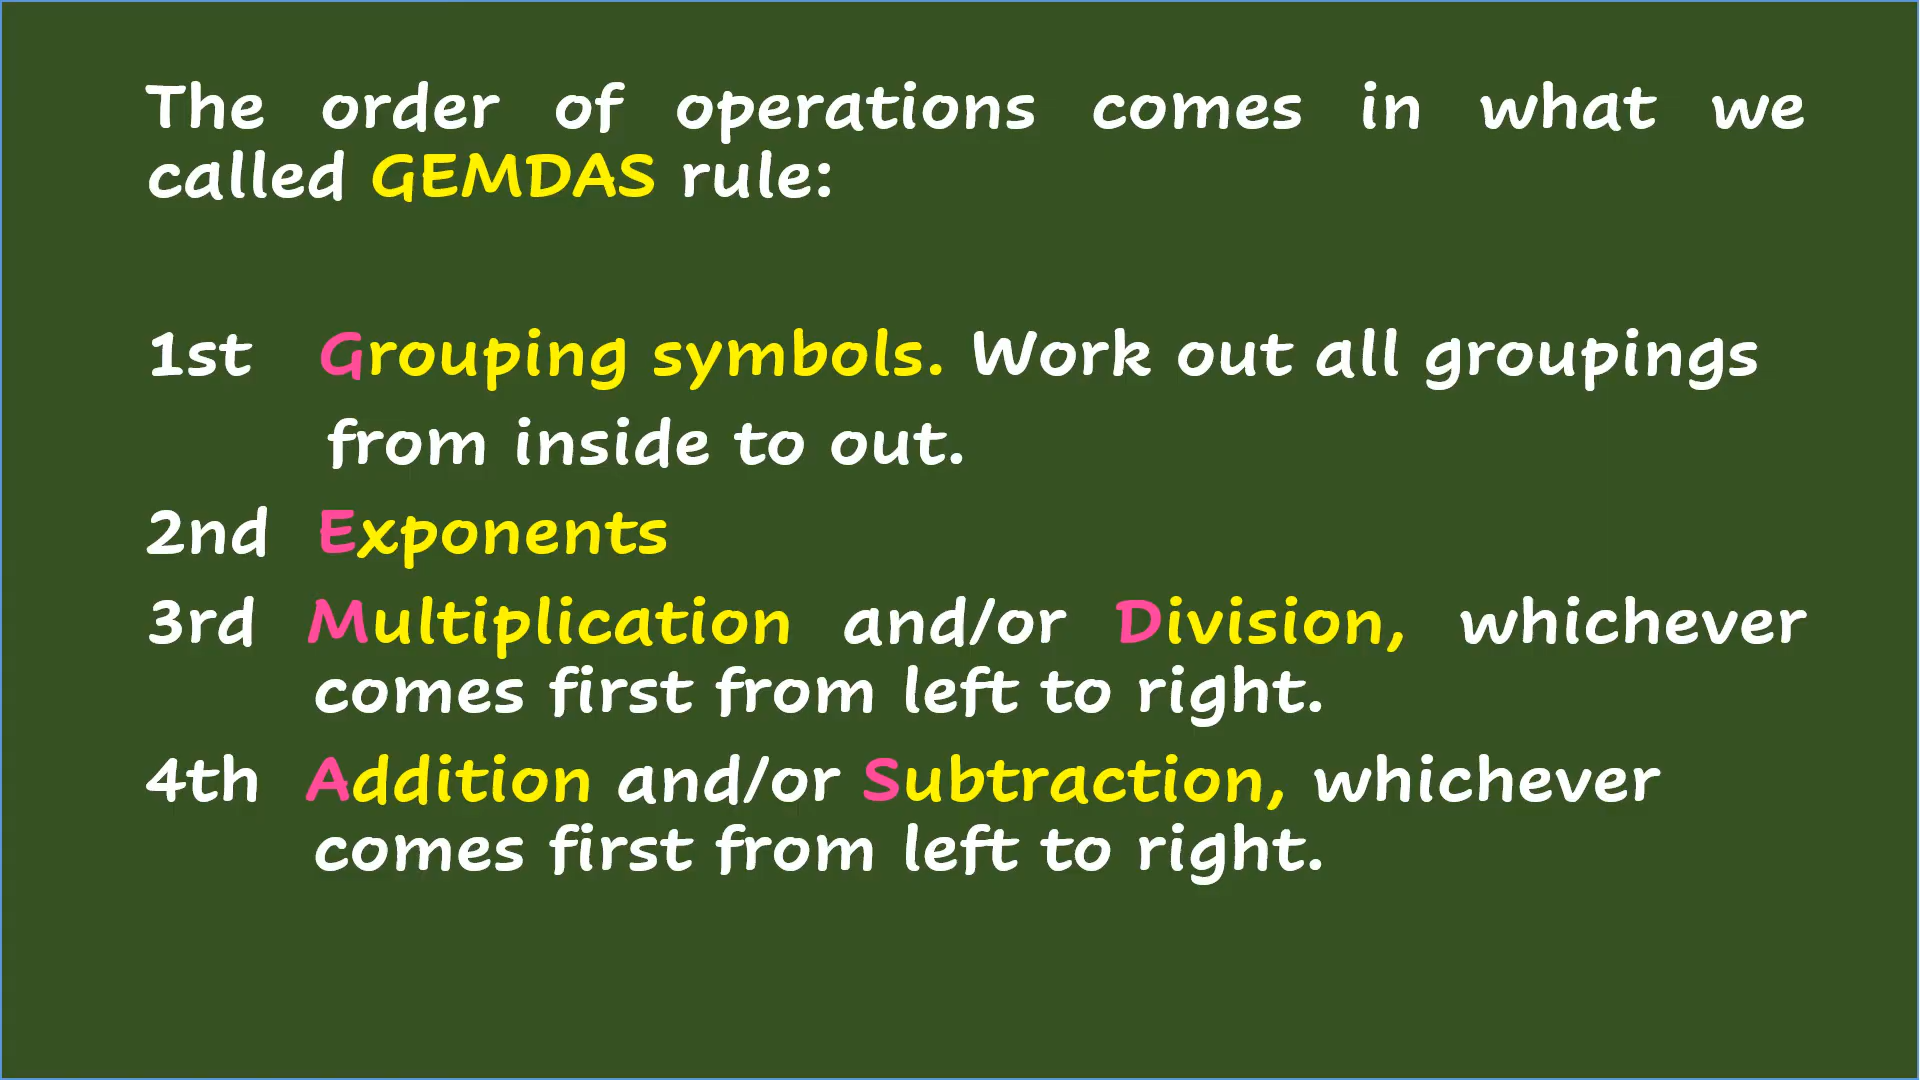 The order of operations comes in what we
called GEMDAS rule:
1st Grouping symbols. Work out all groupings
from inside to out.
2nd Exponents
3rd Multiplication and/or Division, whichever
comes first from left to right.
4th Addition and/or Subtraction, whichever
comes first from left to right.